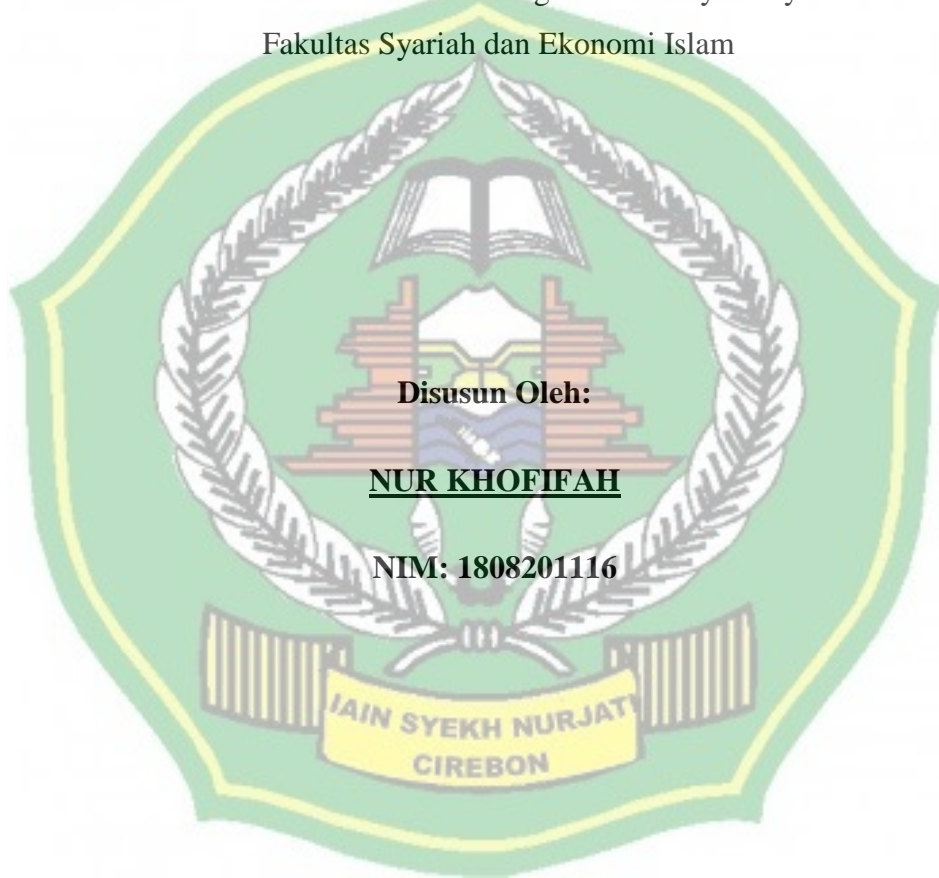 Fakultas Syariah dan Ekonomi Islam
Disusun Oleh:
NUR KHOFIFAH
NIM: 1808201116
IAIN SYEKH NURJATI
CIREBON